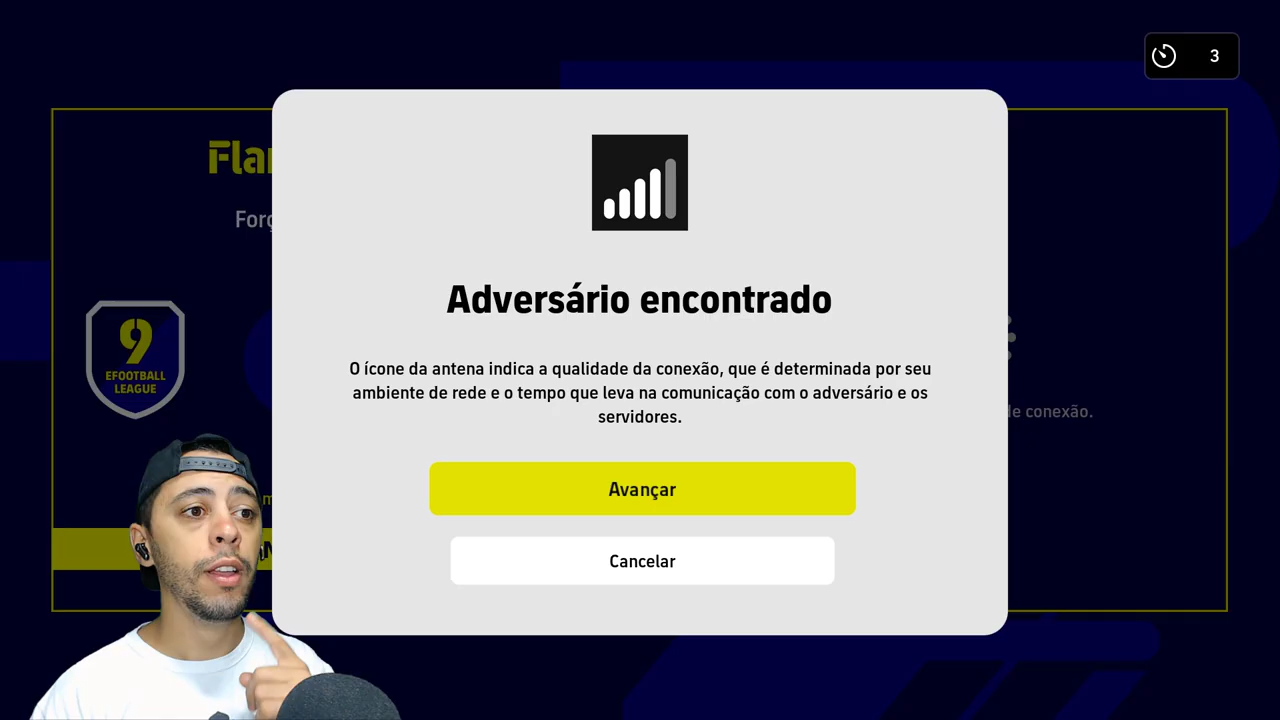 3
Adversário encontrado
O ícone da antena indica a qualidade da conexão, que é determinada por seu
ambiente de rede e o tempo que leva na comunicação com o adversário e os
servidores.
Avançar
Cancelar
9
EFOOTBALL
LEAGUE
de conexão.